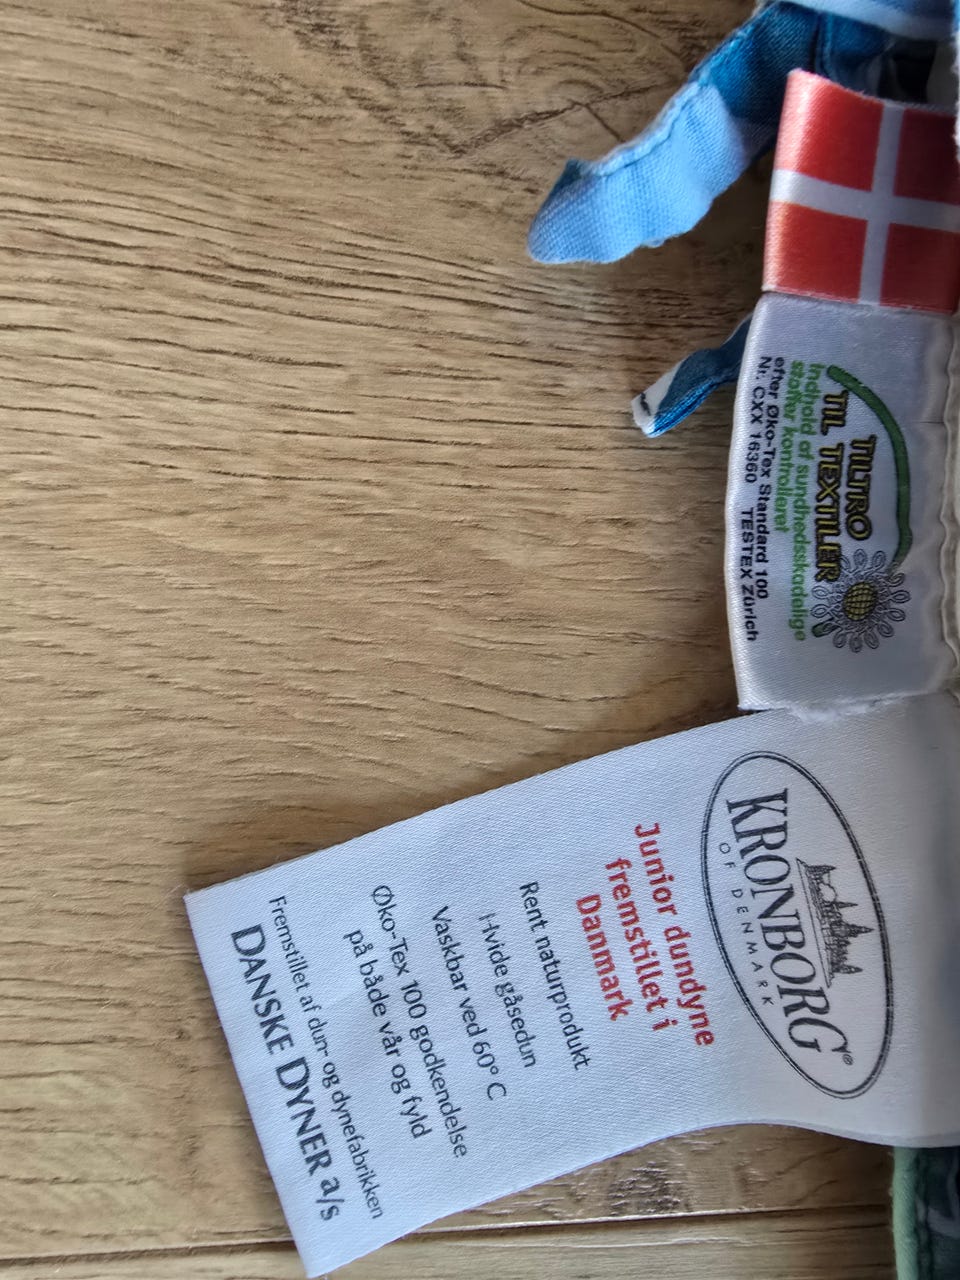 TILTRO
TIL TEXTILER
Indhold af sundhedsskadelige
stoffer kontrolleret
efter Øko-Tex Standard 100
Nr. CXX 16360 TESTEX Zürich
KRONBORG®
OF DENMARK
Junior dundyne
fremstillet i
Danmark
Rent naturprodukt
Hvide gåsedun
Vaskbar ved 60° C
Øko-Tex 100 godkendelse
på både vår og fyld
Fremstillet af dun- og dynefabrikken
DANSKE DYNER a/s